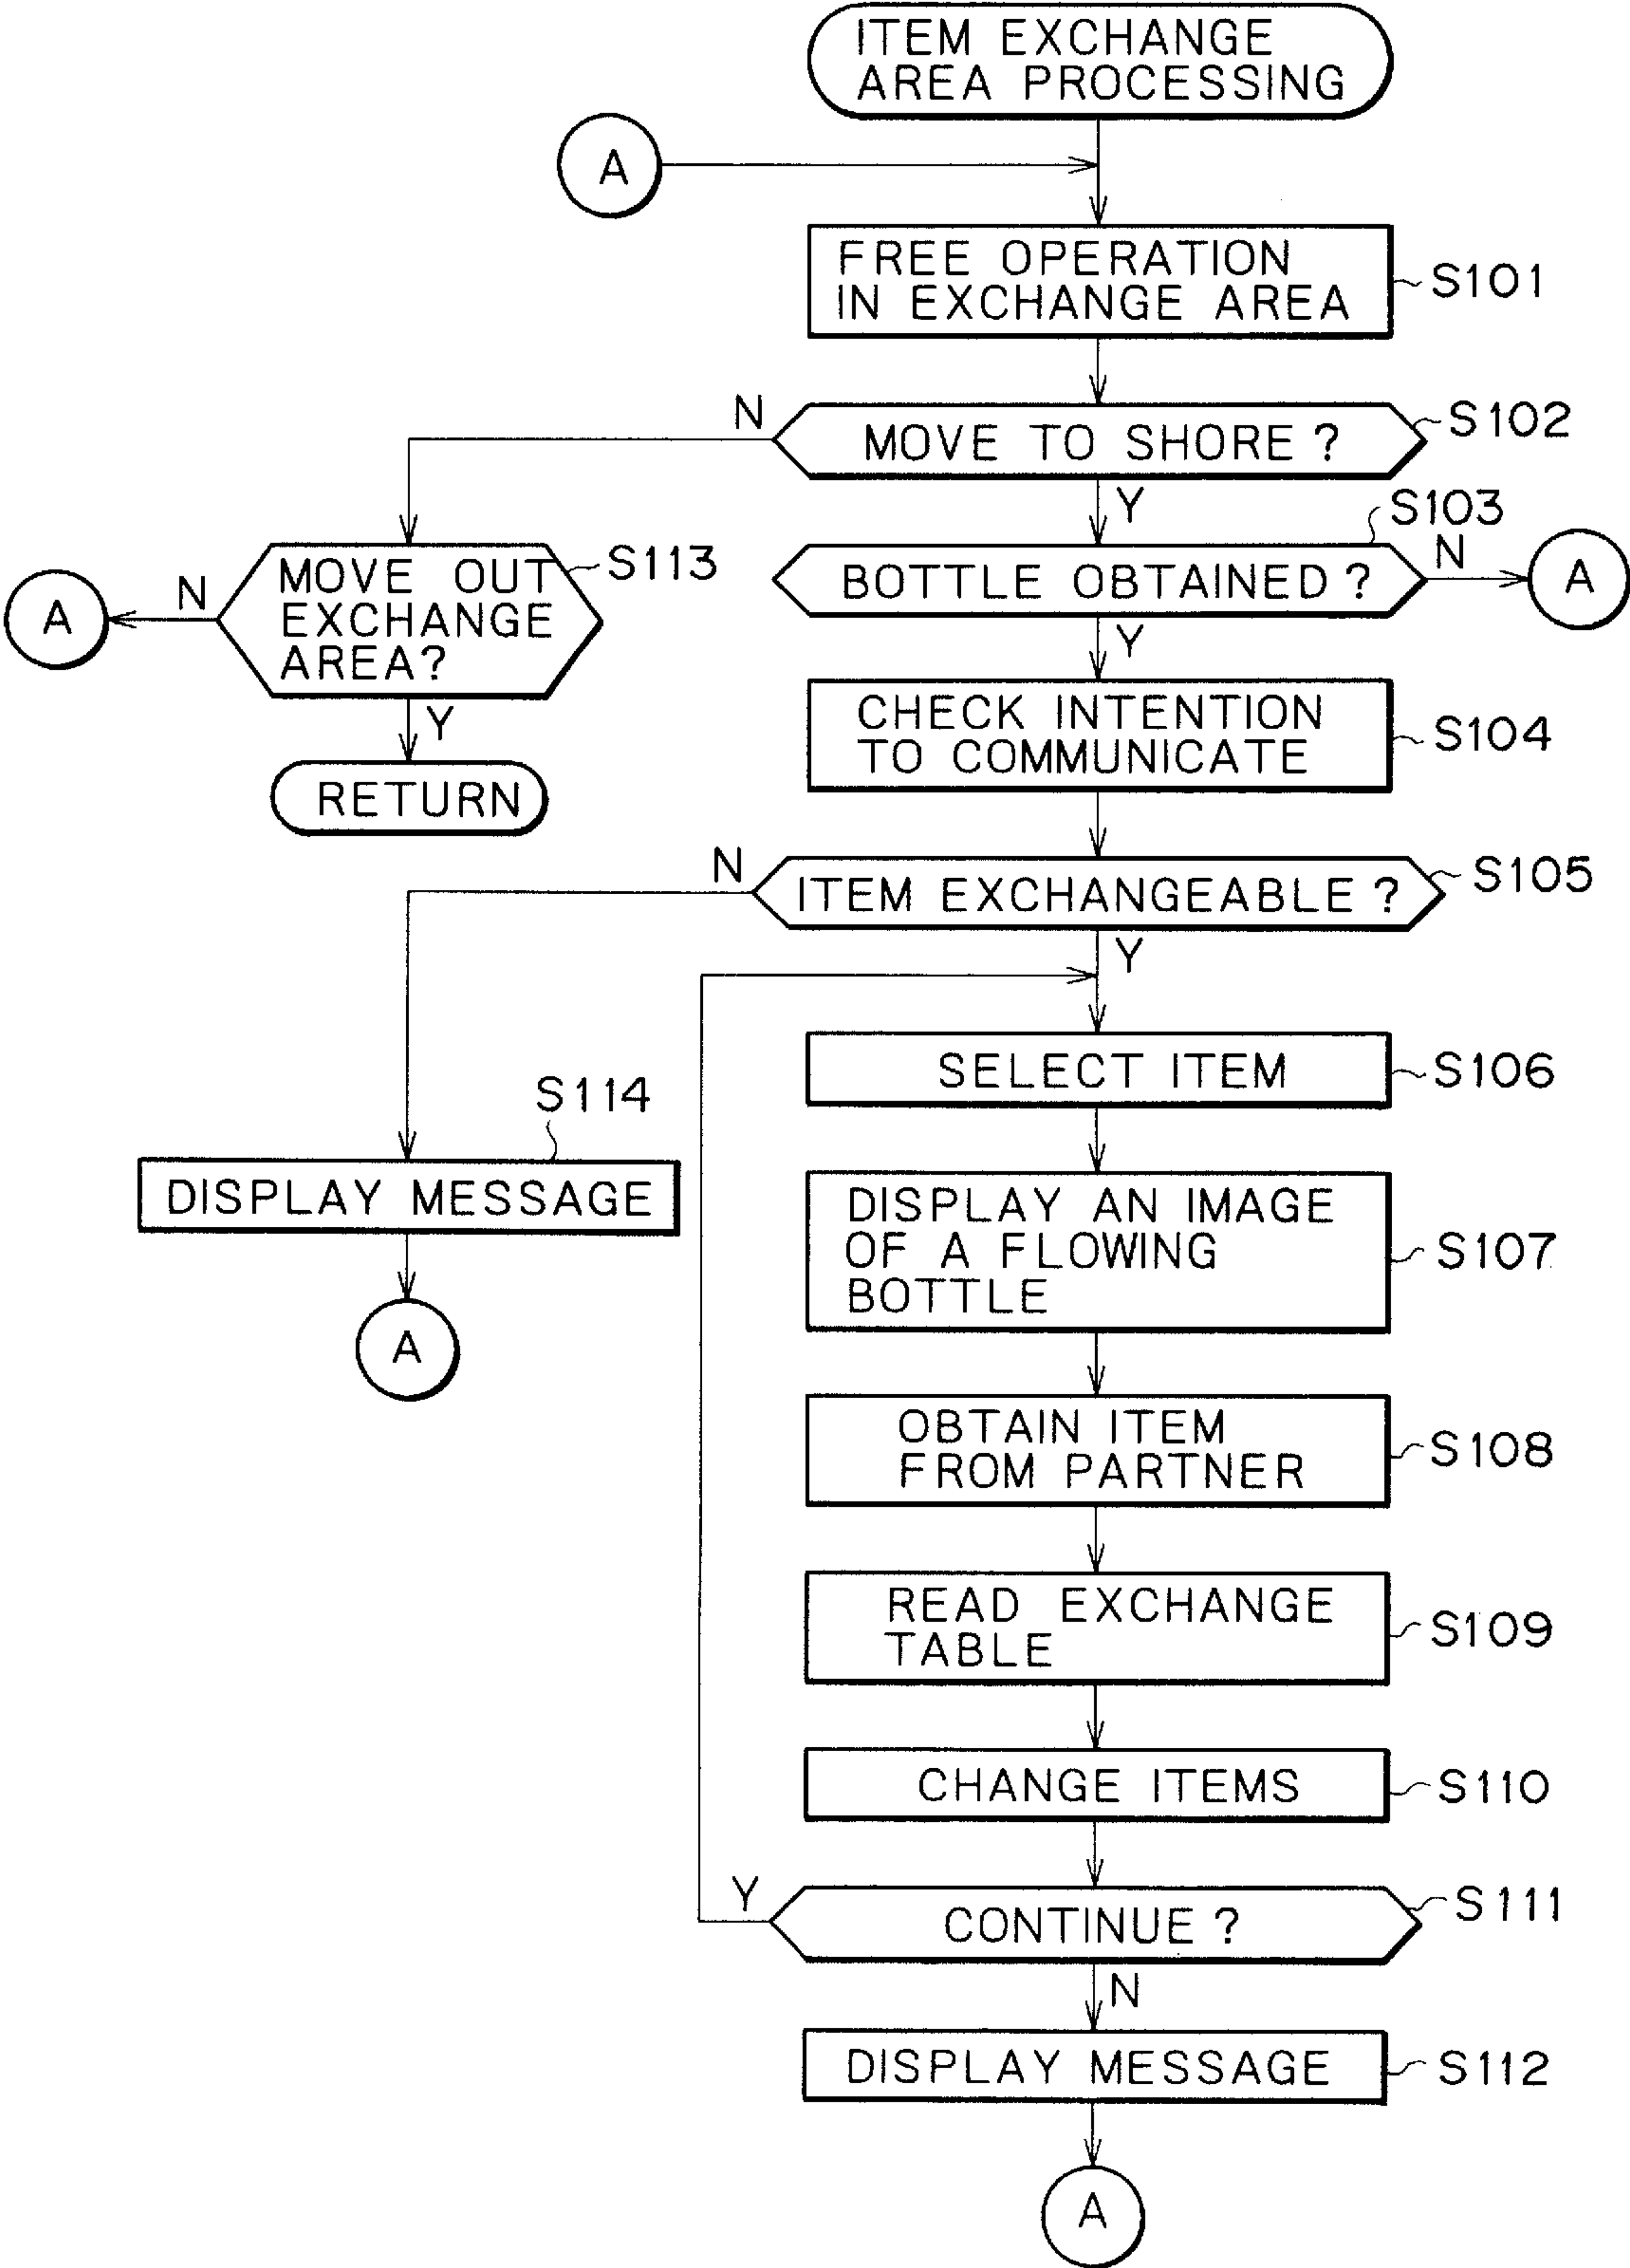 ITEM EXCHANGE
AREA PROCESSING
A
FREE OPERATION
IN EXCHANGE AREA
S101
N
MOVE TO SHORE ?
S102
Y
S103
BOTTLE OBTAINED ?
N
A
MOVE OUT
EXCHANGE
AREA?
S113
N
A
Y
RETURN
Y
CHECK INTENTION
TO COMMUNICATE
S104
N
ITEM EXCHANGEABLE ?
S105
Y
SELECT ITEM
S106
S114
DISPLAY MESSAGE
A
DISPLAY AN IMAGE
OF A FLOWING
BOTTLE
S107
OBTAIN ITEM
FROM PARTNER
S108
READ EXCHANGE
TABLE
S109
CHANGE ITEMS
S110
Y
CONTINUE ?
S111
N
DISPLAY MESSAGE
S112
A